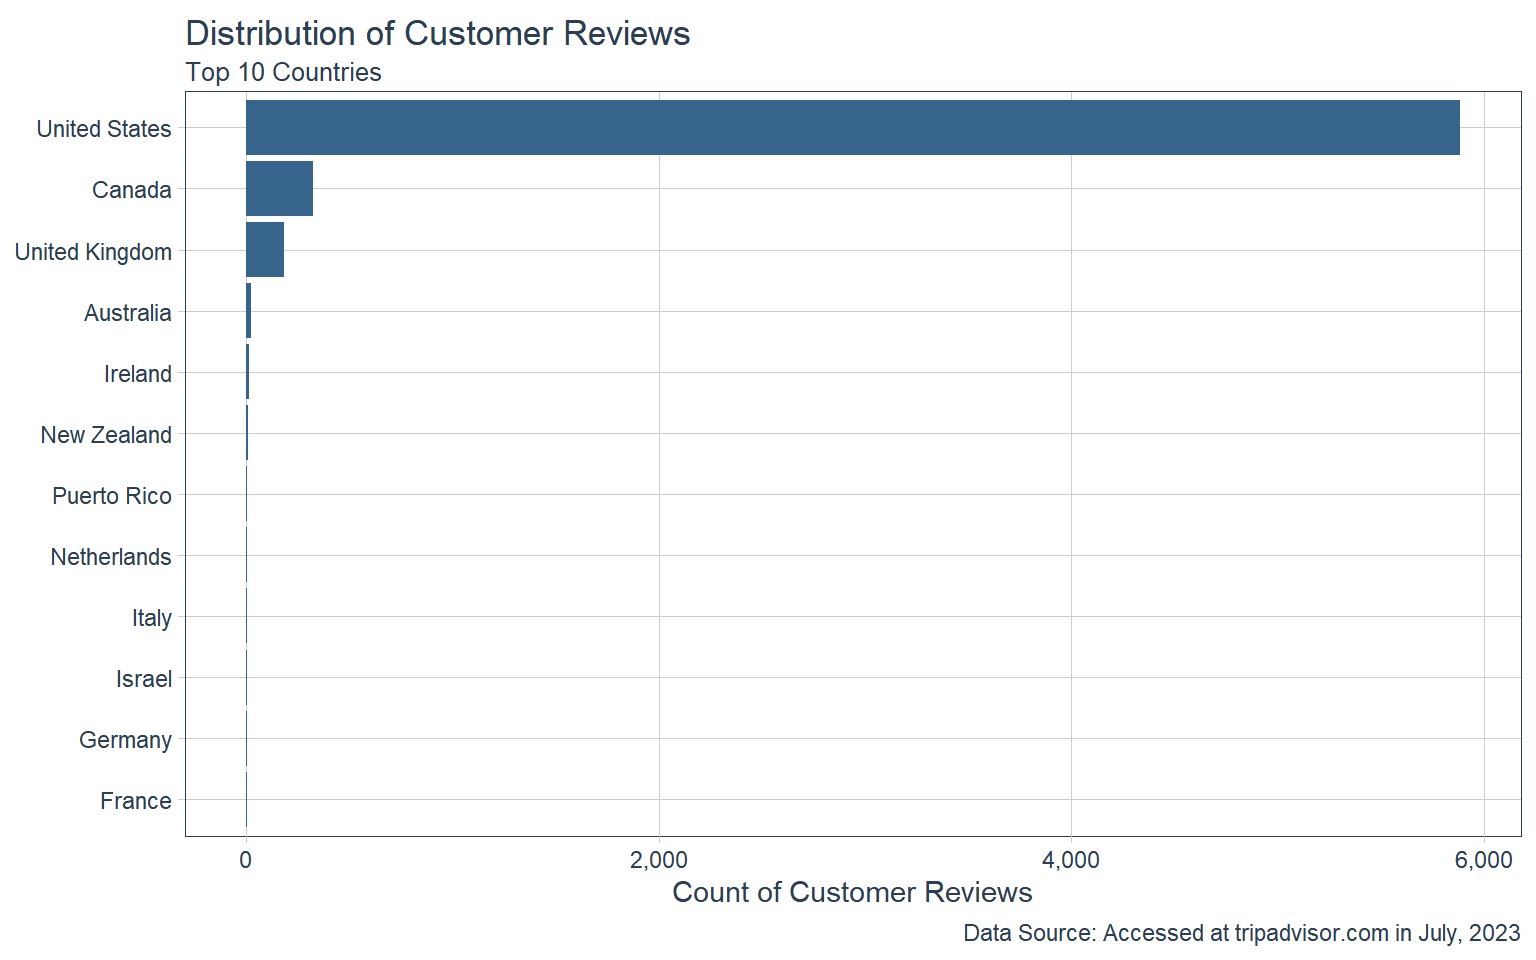 Distribution of Customer Reviews
Top 10 Countries
United States
Canada
United Kingdom
Australia
Ireland
New Zealand
Puerto Rico
Netherlands
Italy
Israel
Germany
France
0
2,000
4,000
6,000
Count of Customer Reviews
Data Source: Accessed at tripadvisor.com in July, 2023